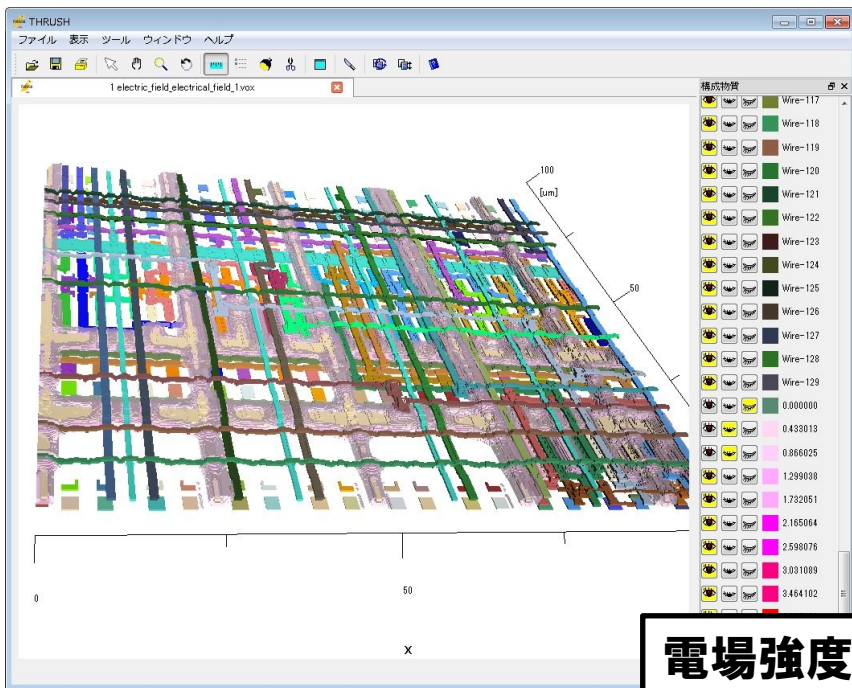 THRUSH
ファイル 表示 ツール ウィンドウ ヘルプ
1 electric_field_electrical_field_1.vox
構成物質
Wire-117
Wire-118
Wire-119
Wire-120
Wire-121
Wire-122
Wire-123
Wire-124
Wire-125
Wire-126
Wire-127
Wire-128
Wire-129
0.000000
0.433013
0.866025
1.299038
1.732051
2.165064
2.598076
3.031089
3.464102
100
[um]
50
0
50
X
電場強度